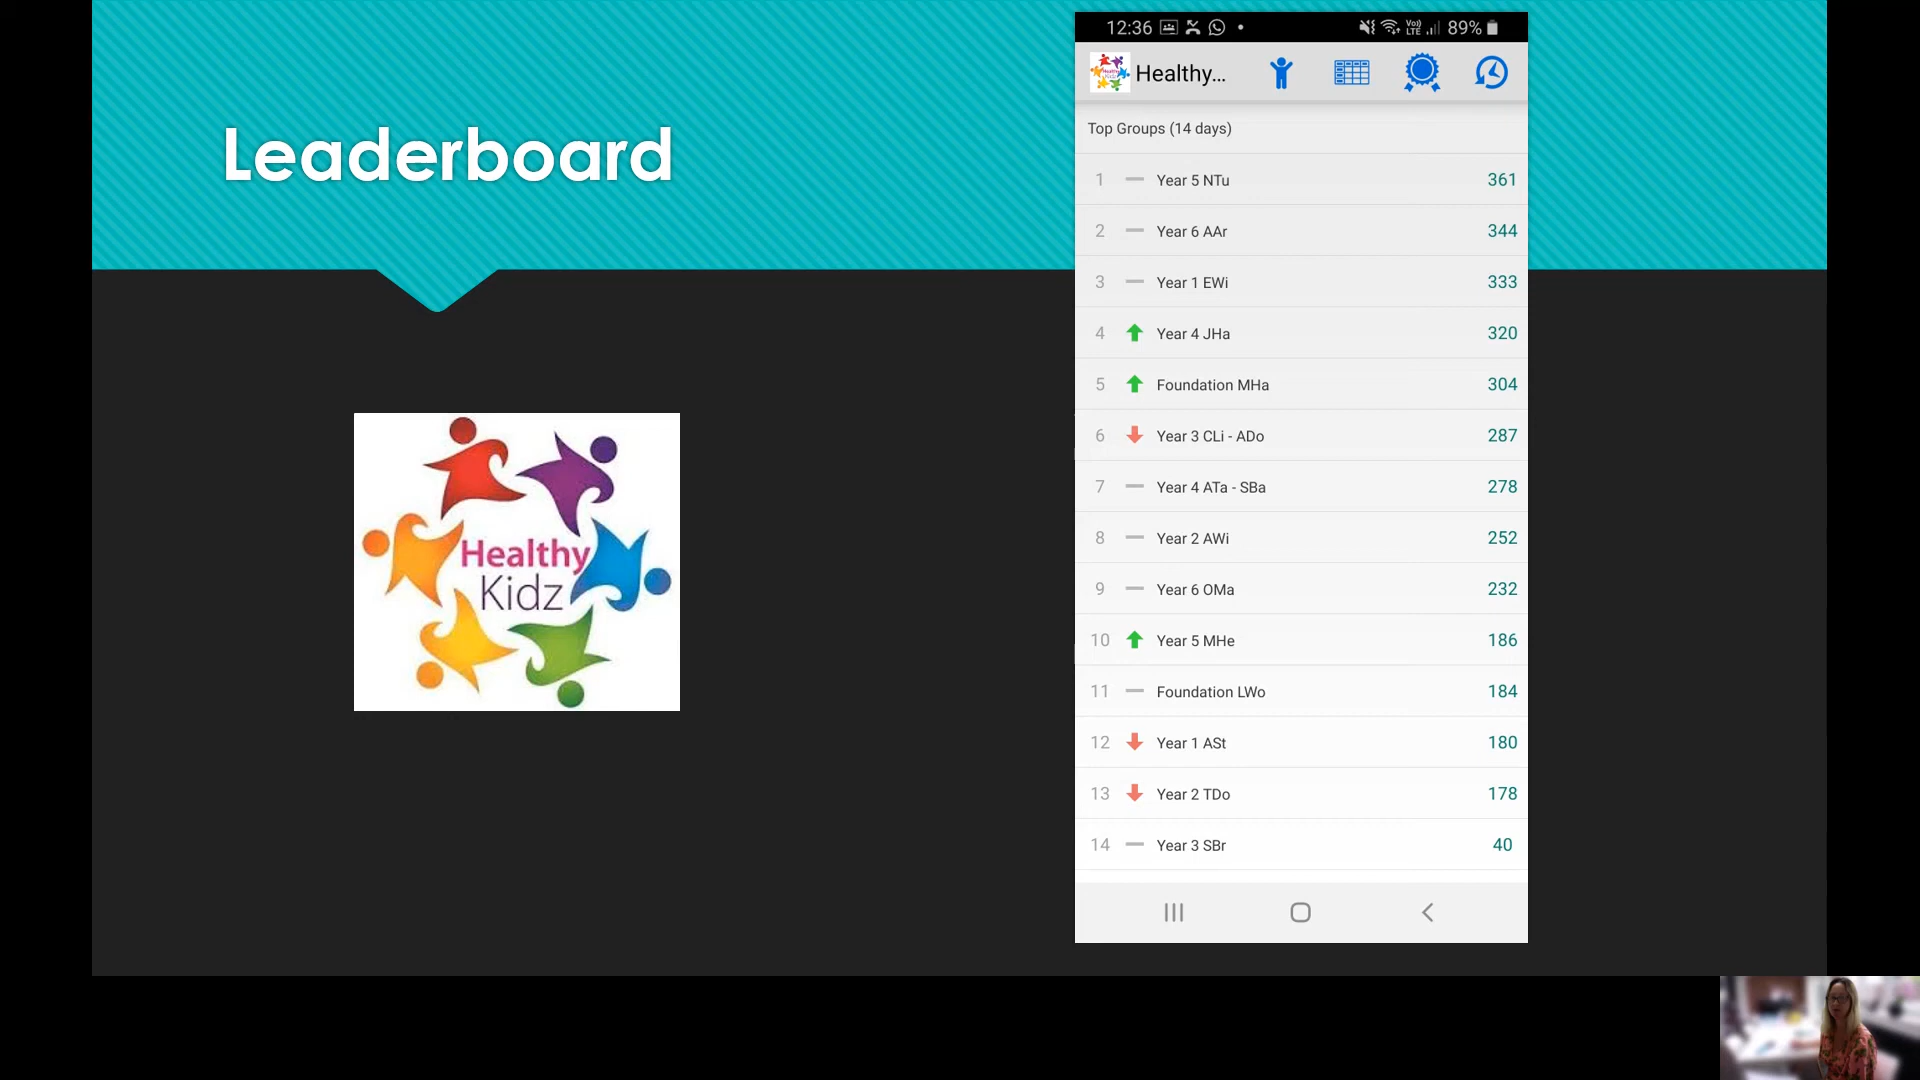 Leaderboard
Healthy
Kidz
12:36 89%
Healthy...
Top Groups (14 days)
1 Year 5 NTu 361
2 Year 6 AAr 344
3 Year 1 EWi 333
4 Year 4 JHa 320
5 Foundation MHa 304
6 Year 3 CLi - ADo 287
7 Year 4 ATa - SBa 278
8 Year 2 AWi 252
9 Year 6 OMa 232
10 Year 5 MHe 186
11 Foundation LWo 184
12 Year 1 ASt 180
13 Year 2 TDo 178
14 Year 3 SBr 40